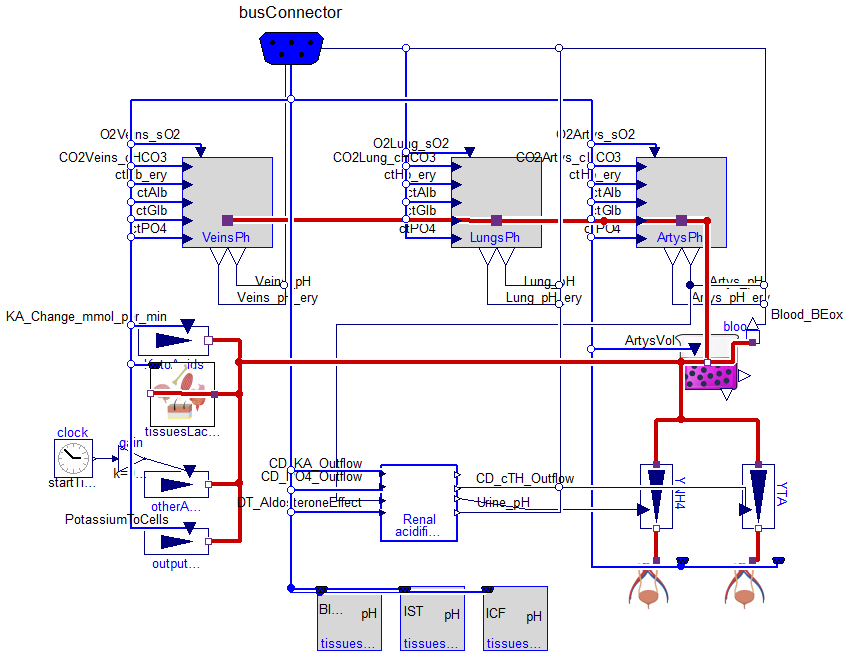 busConnector
O2Veins_sO2
O2Lung_sO2
O2Artys_sO2
CO2Veins_cHCO3
CO2Lung_cHCO3
CO2Artys_cHCO3
ctHb_ery
ctHb_ery
ctHb_ery
ctAlb
ctAlb
ctAlb
ctGlb
ctGlb
ctGlb
ctPO4
ctPO4
ctPO4
VeinsPh
LungsPh
ArtysPh
Veins_pH
Lung_pH
Artys_pH
Veins_pH_ery
Lung_pH_ery
Artys_pH_ery
KA_Change_mmol_per_min
Blood_BEox
ArtysVol
KetoAcids
tissuesLac...
clock
gain
startTi...
otherA...
PotassiumToCells
output...
CD_KA_Outflow
CD_PO4_Outflow
DT_AldosteroneEffect
CD_cTH_Outflow
Urine_pH
Renal
acidifi...
YNH4
YTA
BI...
pH
IST
pH
ICF
pH
tissues...
tissues...
tissues...